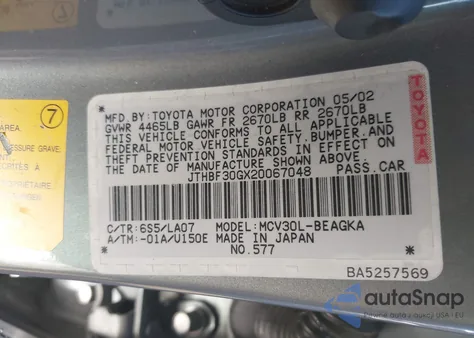 MFD.BY:TOYOTA MOTOR CORPORATION 05/02
GVWR 4465LB GAWR FR 2670LB RR 2670LB
THIS VEHICLE CONFORMS TO ALL APPLICABLE
FEDERAL MOTOR VEHICLE SAFETY,BUMPER,AND
THEFT PREVENTION STANDARDS IN EFFECT ON
THE DATE OF MANUFACTURE SHOWN ABOVE.
JTHBF30GX20067048 PASS.CAR
C/TR:6S5/LA07 MODEL:MCV30L-BEAGKA
A/TM:-01A/U150E MADE IN JAPAN
NO.577
BA5257569
TOYOTA
7
AREA.
PRESSURE GRAVE.
autoSnap